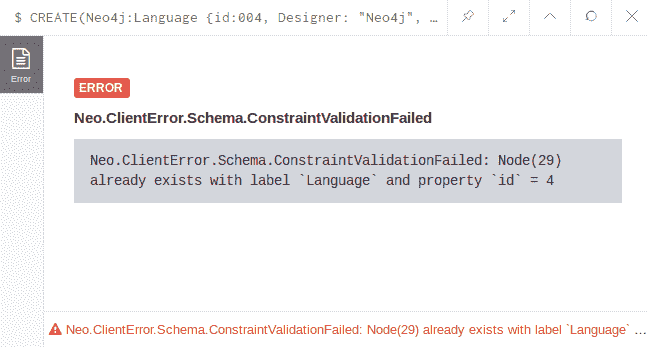 $ CREATE(Neo4j:Language {id:004, Designer: "Neo4j", …
Error
ERROR
Neo.ClientError.Schema.ConstraintValidationFailed
Neo.ClientError.Schema.ConstraintValidationFailed: Node(29)
already exists with label `Language` and property `id` = 4
Neo.ClientError.Schema.ConstraintValidationFailed: Node(29) already exists with label `Language` …